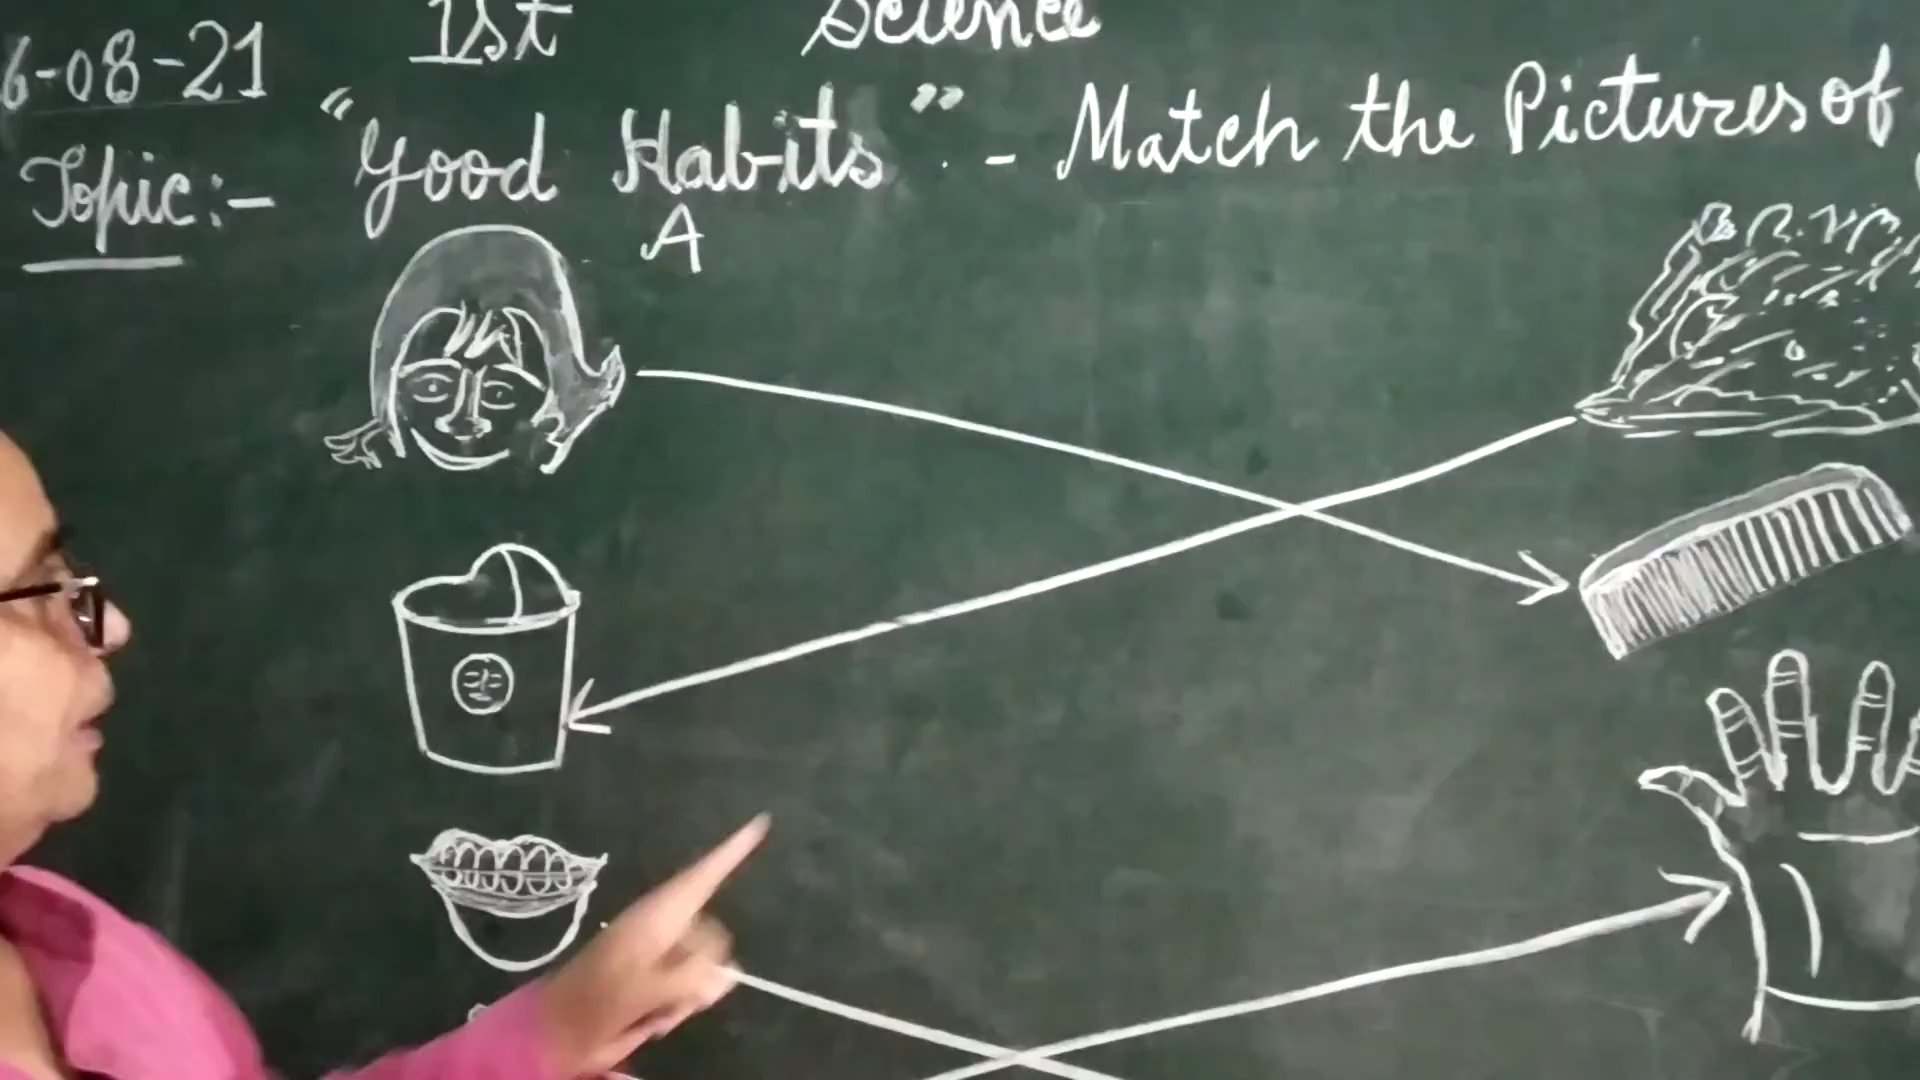 6-08-21 1st Science
Topic:- "Good Habits" - Match the Pictures of
A